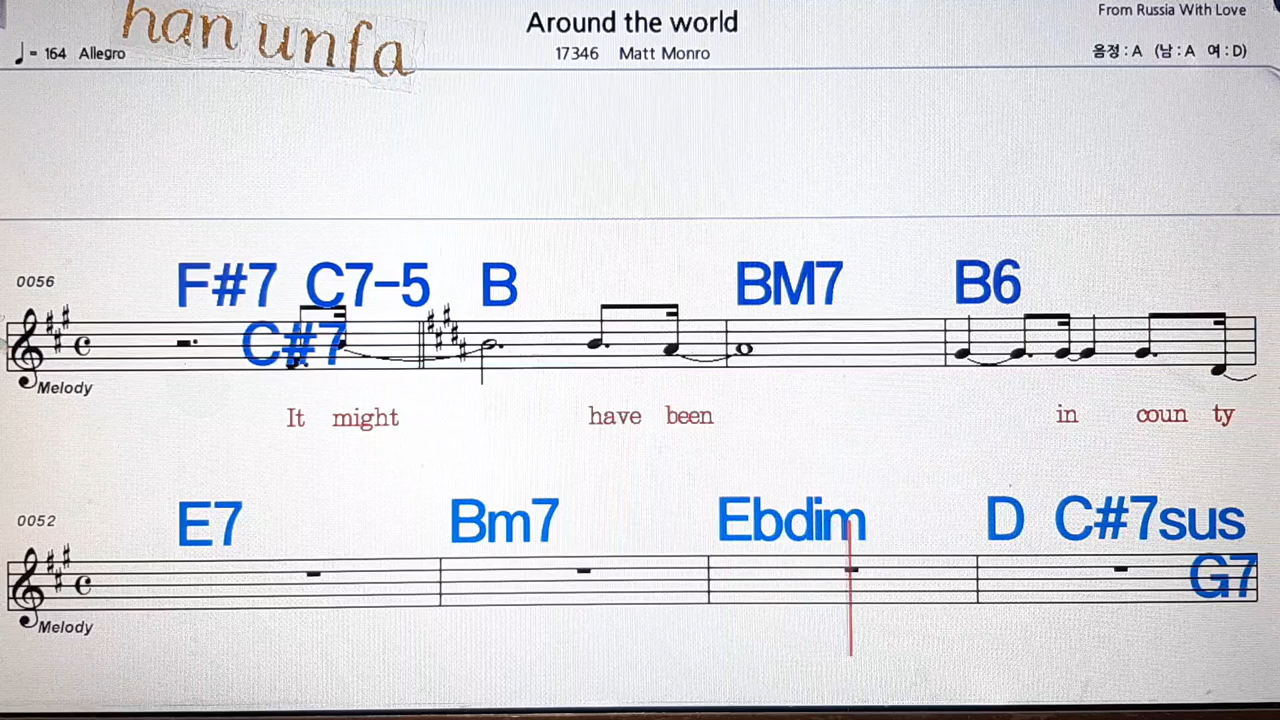 han unfa
Around the world
From Russia With Love
♩= 164 Allegro
17346 Matt Monro
음정 : A (남 : A 여 : D)
0056
F#7 C7-5 B BM7 B6
C#7
Melody
It might have been in coun ty
0052
E7 Bm7 Ebdim D C#7sus
G7
Melody